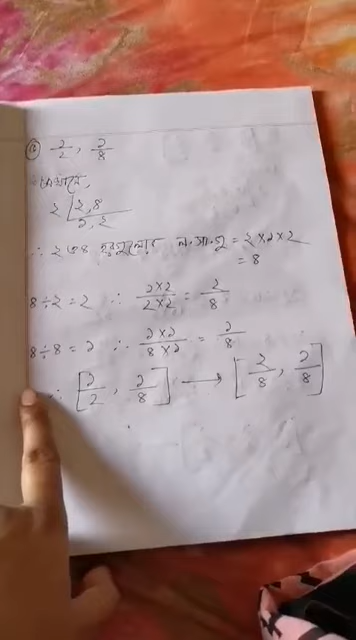 ১/২, ১/৪
এখানে,
২ | ২,৪
১,২
∴ ২ ও ৪ হরগুলোর ল.সা.গু = ২×১×২
= ৪
৪÷২=২ ∴ ১×২/২×২ = ২/৪
৪÷৪=১ ∴ ১×১/৪×১ = ১/৪
∴ [১/২, ১/৪] → [২/৪, ১/৪]